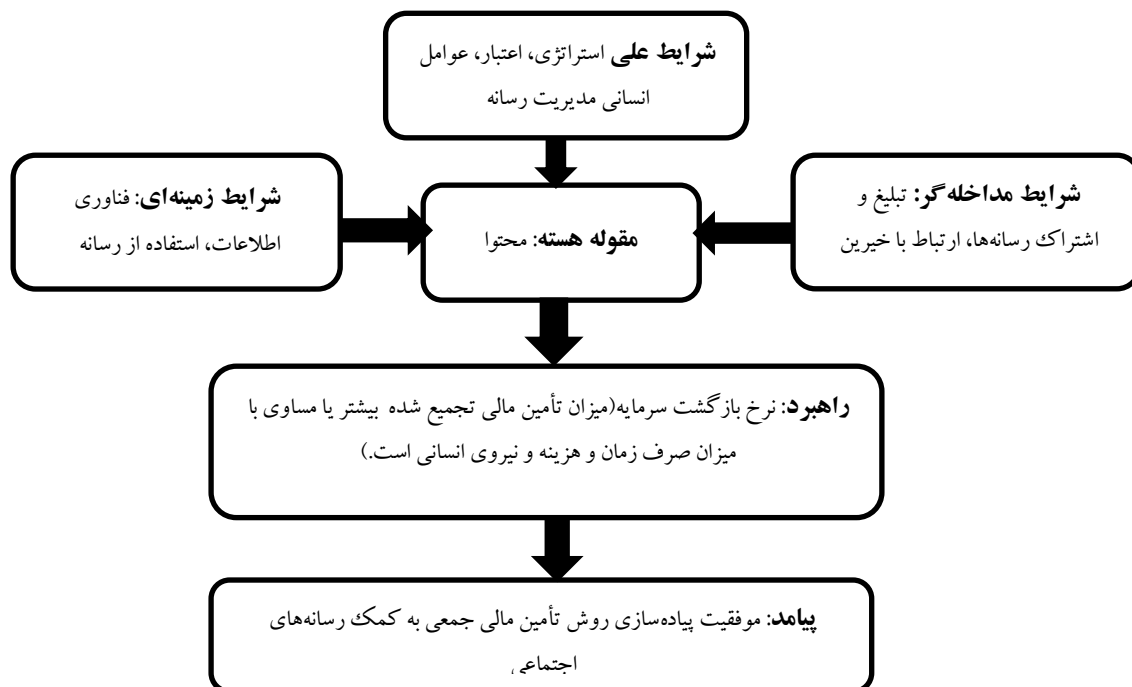 شرایط علی استراتژی، اعتبار، عوامل
انسانی مدیریت رسانه
شرایط مداخله‌گر: تبلیغ و
اشتراک رسانه‌ها، ارتباط با خیرین
مقوله هسته: محتوا
شرایط زمینه‌ای: فناوری
اطلاعات، استفاده از رسانه
راهبرد: نرخ بازگشت سرمایه(میزان تأمین مالی تجمیع شده بیشتر یا مساوی با
میزان صرف زمان و هزینه و نیروی انسانی است.)
پیامد: موفقیت پیاده‌سازی روش تأمین مالی جمعی به کمک رسانه‌های
اجتماعی